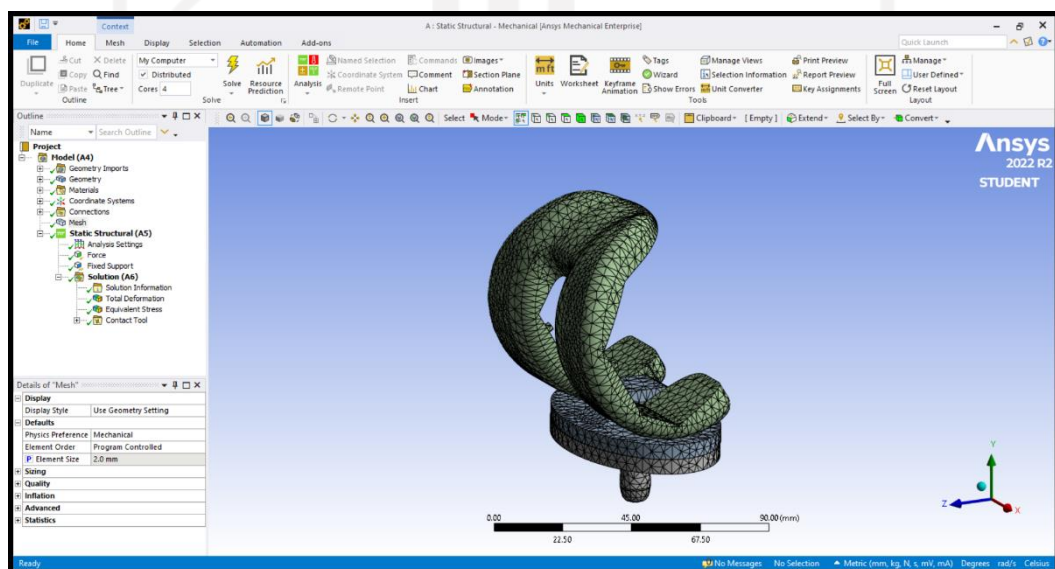 Context
A : Static Structural - Mechanical [Ansys Mechanical Enterprise]
File Home Mesh Display Selection Automation Add-ons Quick Launch
Duplicate
Cut
Copy
Paste
Delete
Find
Tree
Outline
My Computer
Distributed
Cores 4
Solve
Resource
Prediction
Solve
Analysis
Named Selection
Coordinate System
Remote Point
Commands
Comment
Chart
Images
Section Plane
Annotation
Insert
Units
Worksheet
Keyframe
Animation
Tags
Wizard
Show Errors
Manage Views
Selection Information
Unit Converter
Print Preview
Report Preview
Key Assignments
Tools
Full
Screen
Manage
User Defined
Reset Layout
Layout
Outline
Name Search Outline
Select Mode Clipboard [Empty] Extend Select By Convert
Project
Model (A4)
Geometry Imports
Geometry
Materials
Coordinate Systems
Connections
Mesh
Static Structural (A5)
Analysis Settings
Force
Fixed Support
Solution (A6)
Solution Information
Total Deformation
Equivalent Stress
Contact Tool
Ansys
2022 R2
STUDENT
Details of "Mesh"
Display
Display Style Use Geometry Setting
Defaults
Physics Preference Mechanical
Element Order Program Controlled
P Element Size 2.0 mm
Sizing
Quality
Inflation
Advanced
Statistics
Y
Z
X
0.00 45.00 90.00 (mm)
22.50 67.50
Ready No Messages No Selection Metric (mm, kg, N, s, mV, mA) Degrees rad/s Celsius